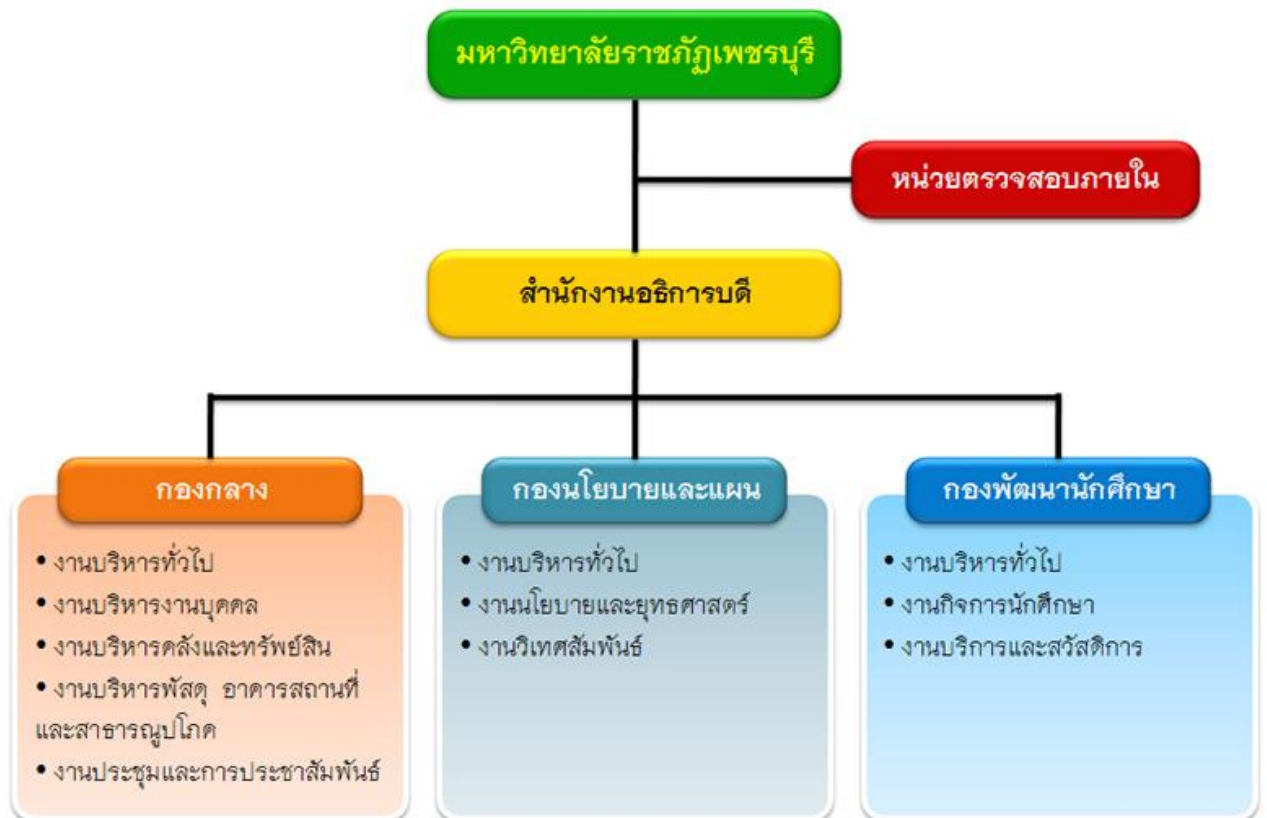 มหาวิทยาลัยราชภัฏเพชรบุรี
หน่วยตรวจสอบภายใน
สำนักงานอธิการบดี
กองกลาง
• งานบริหารทั่วไป
• งานบริหารงานบุคคล
• งานบริหารคลังและทรัพย์สิน
• งานบริหารพัสดุ อาคารสถานที่
และสาธารณูปโภค
• งานประชุมและการประชาสัมพันธ์
กองนโยบายและแผน
• งานบริหารทั่วไป
• งานนโยบายและยุทธศาสตร์
• งานวิเทศสัมพันธ์
กองพัฒนานักศึกษา
• งานบริหารทั่วไป
• งานกิจการนักศึกษา
• งานบริการและสวัสดิการ